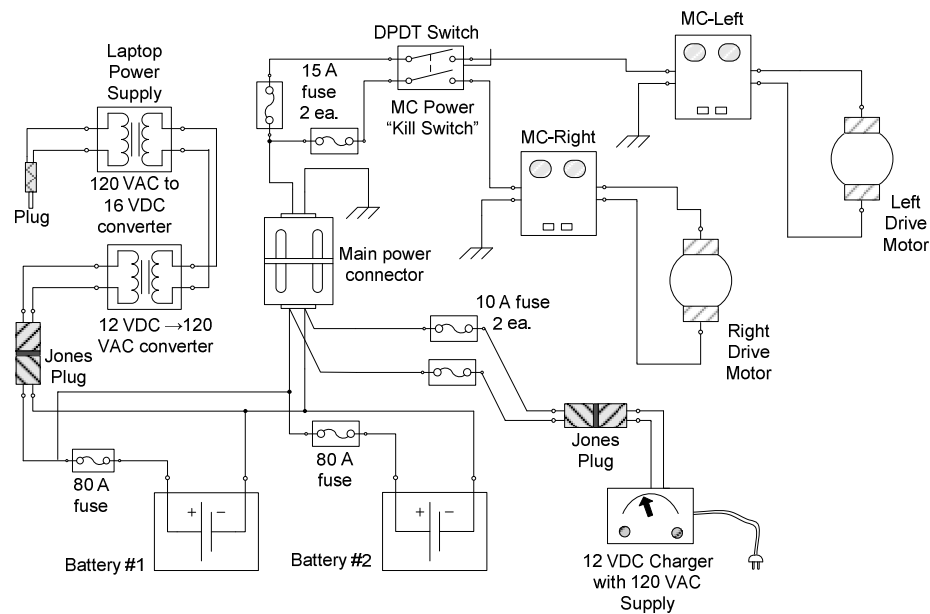 MC-Left
DPDT Switch
Laptop
Power
Supply
15 A
fuse
2 ea.
MC Power
“Kill Switch”
MC-Right
120 VAC to
16 VDC
converter
Plug
Left
Drive
Motor
Main power
connector
10 A fuse
2 ea.
12 VDC →120
VAC converter
Right
Drive
Motor
Jones
Plug
Jones
Plug
80 A
fuse
80 A
fuse
+ −
+ −
Battery #1
Battery #2
12 VDC Charger
with 120 VAC
Supply